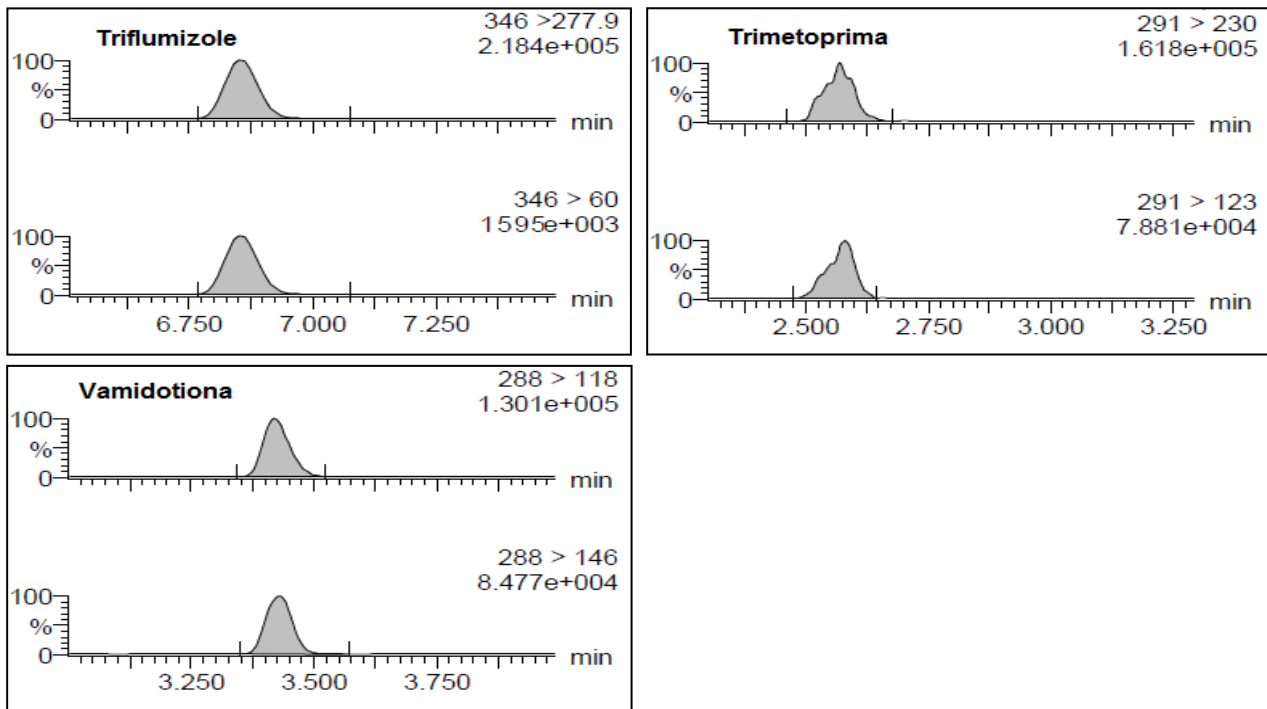 Triflumizole
346 >277.9
2.184e+005
100
%
0
min
346 > 60
1595e+003
100
%
0
min
6.750 7.000 7.250
Trimetoprima
291 > 230
1.618e+005
100
%
0
min
291 > 123
7.881e+004
100
%
0
min
2.500 2.750 3.000 3.250
Vamidotiona
288 > 118
1.301e+005
100
%
0
min
288 > 146
8.477e+004
100
%
0
min
3.250 3.500 3.750